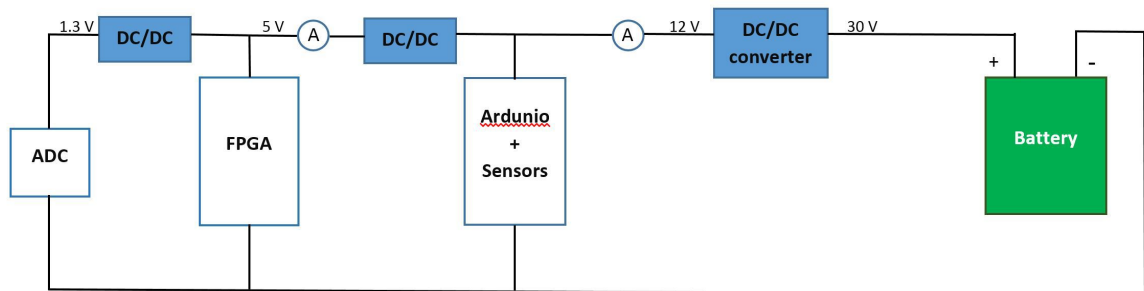 1.3 V
DC/DC
5 V
A
DC/DC
A
12 V
DC/DC
converter
30 V
+
-
ADC
FPGA
Ardunio
+
Sensors
Battery